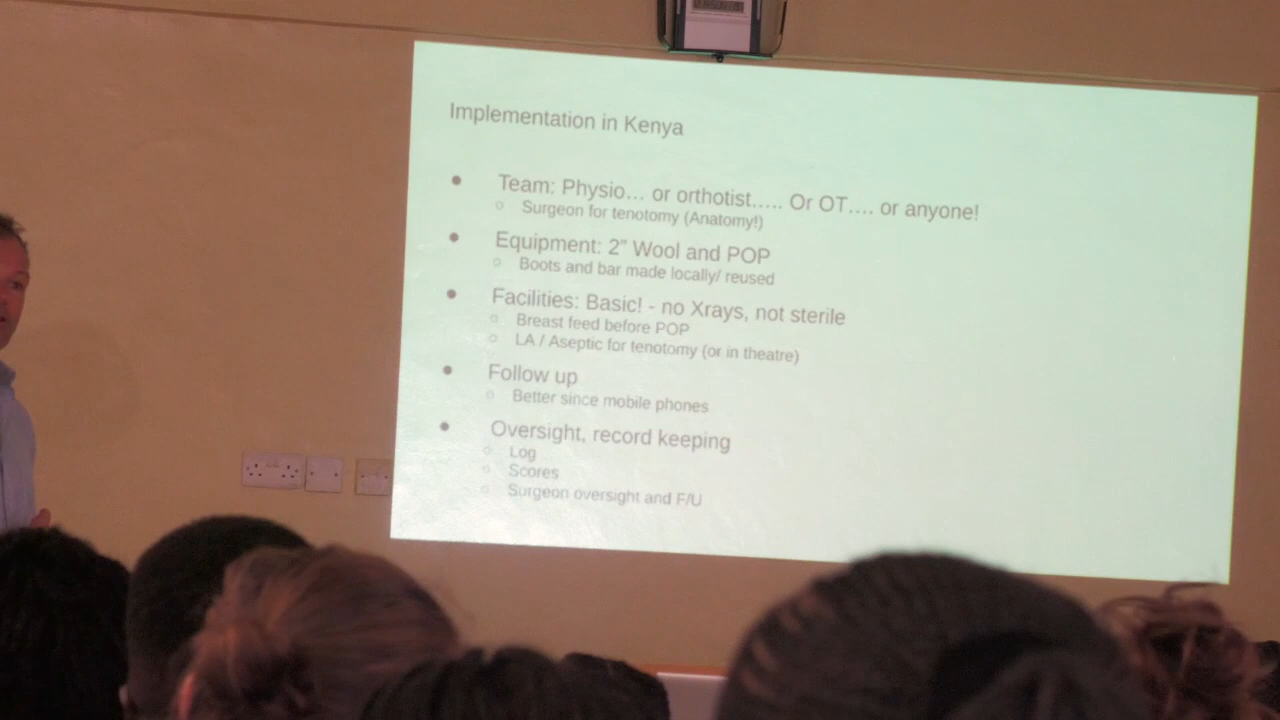 Implementation in Kenya
● Team: Physio… or orthotist….. Or OT…. or anyone!
○ Surgeon for tenotomy (Anatomy!)
● Equipment: 2” Wool and POP
○ Boots and bar made locally/ reused
● Facilities: Basic! - no Xrays, not sterile
○ Breast feed before POP
○ LA / Aseptic for tenotomy (or in theatre)
● Follow up
○ Better since mobile phones
● Oversight, record keeping
○ Log
○ Scores
○ Surgeon oversight and F/U